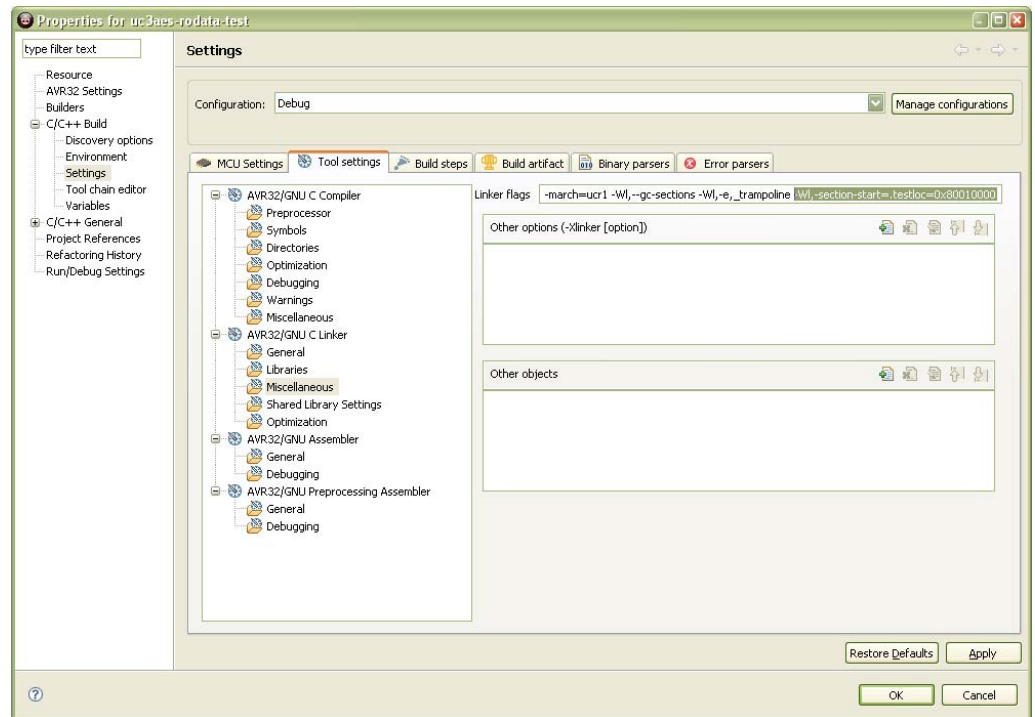 Properties for uc3aes-rodata-test
type filter text
Resource
AVR32 Settings
Builders
C/C++ Build
Discovery options
Environment
Settings
Tool chain editor
Variables
C/C++ General
Project References
Refactoring History
Run/Debug Settings
Settings
Configuration: Debug
Manage configurations
MCU Settings Tool settings Build steps Build artifact Binary parsers Error parsers
AVR32/GNU C Compiler
Preprocessor
Symbols
Directories
Optimization
Debugging
Warnings
Miscellaneous
AVR32/GNU C Linker
General
Libraries
Miscellaneous
Shared Library Settings
Optimization
AVR32/GNU Assembler
General
Debugging
AVR32/GNU Preprocessing Assembler
General
Debugging
Linker flags -march=ucr1 -Wl,--gc-sections -Wl,-e,_trampoline -Wl,-section-start=.testloc=0x80010000
Other options (-Xlinker [option])
Other objects
Restore Defaults Apply
OK Cancel